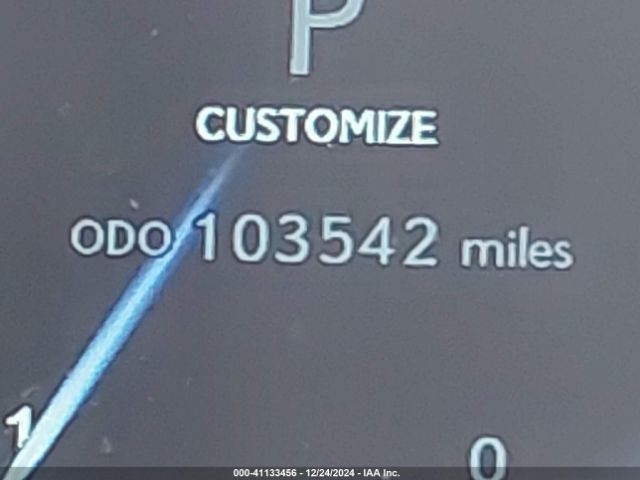 P
CUSTOMIZE
ODO 103542 miles
1
0
000-41133456 - 12/24/2024 - IAA Inc.